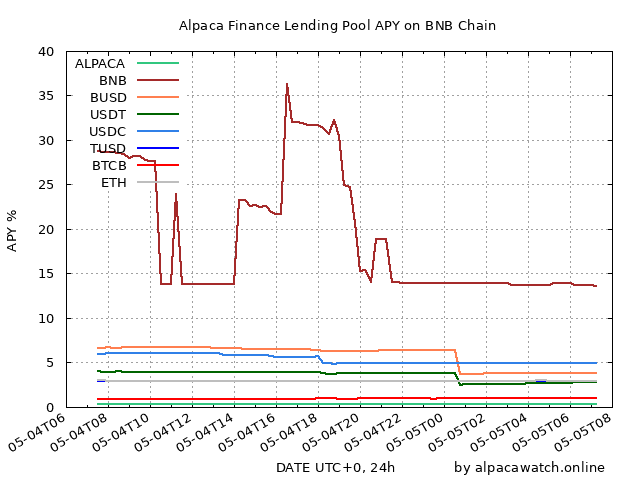 Alpaca Finance Lending Pool APY on BNB Chain
40
35
30
25
20
15
10
5
0
APY %
ALPACA
BNB
BUSD
USDT
USDC
TUSD
BTCB
ETH
05-04T06
05-04T08
05-04T10
05-04T12
05-04T14
05-04T16
05-04T18
05-04T20
05-04T22
05-05T00
05-05T02
05-05T04
05-05T06
05-05T08
DATE UTC+0, 24h
by alpacawatch.online